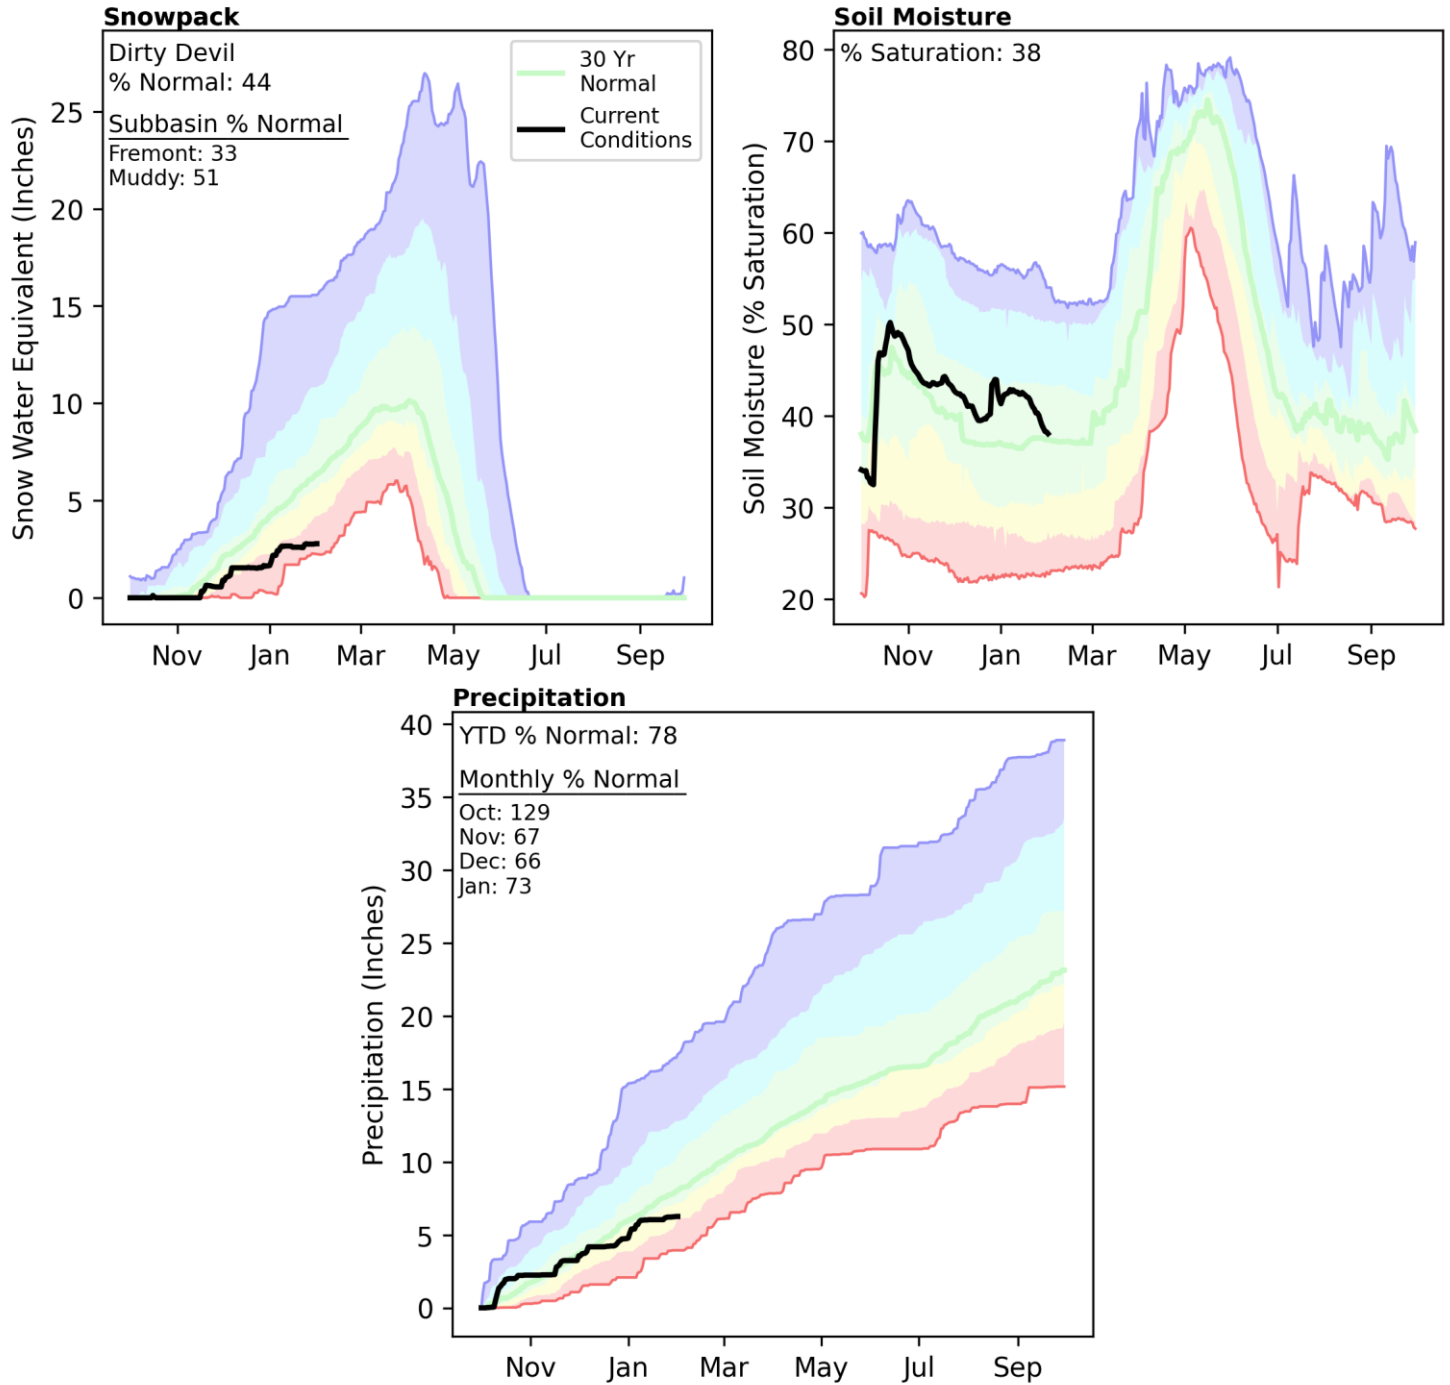 Snowpack
Dirty Devil
% Normal: 44
Subbasin % Normal
Fremont: 33
Muddy: 51
30 Yr
Normal
Current
Conditions
Snow Water Equivalent (Inches)
25
20
15
10
5
0
Nov Jan Mar May Jul Sep
Soil Moisture
% Saturation: 38
Soil Moisture (% Saturation)
80
70
60
50
40
30
20
Nov Jan Mar May Jul Sep
Precipitation
YTD % Normal: 78
Monthly % Normal
Oct: 129
Nov: 67
Dec: 66
Jan: 73
Precipitation (Inches)
40
35
30
25
20
15
10
5
0
Nov Jan Mar May Jul Sep